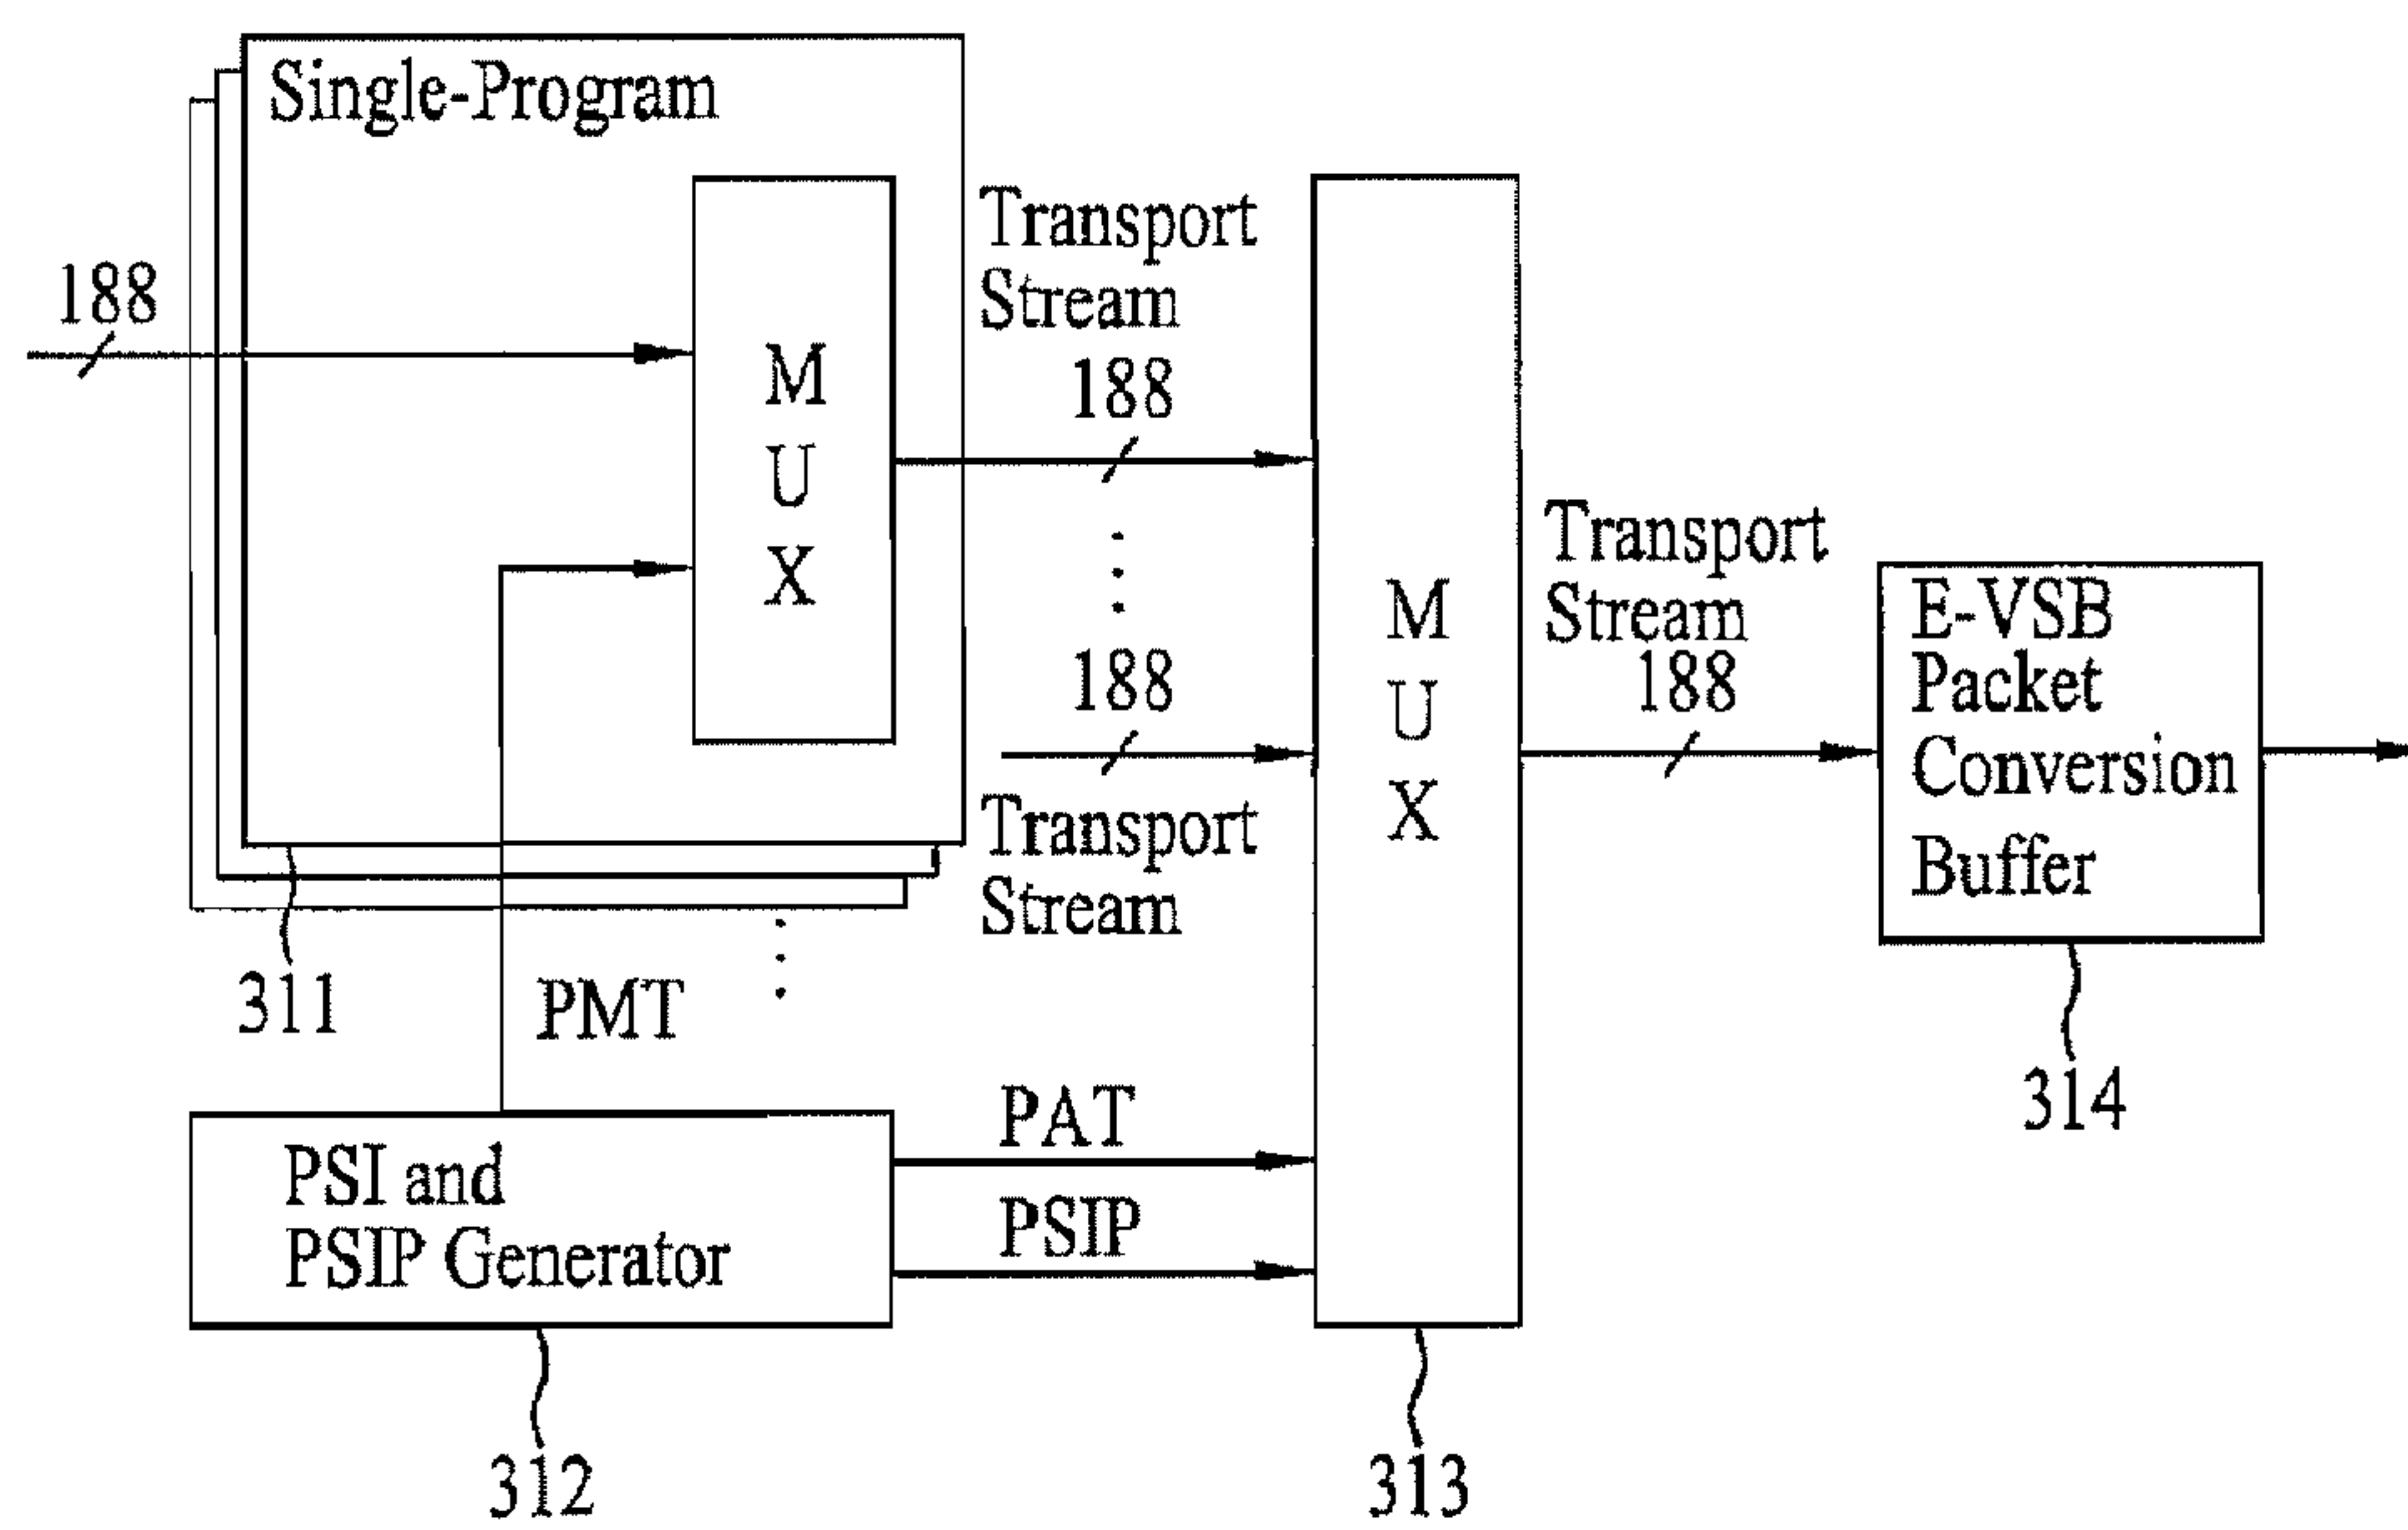 Single-Program
188
M
U
X
Transport
Stream
188
188
Transport
Stream
M
U
X
Transport
Stream
188
E-VSB
Packet
Conversion
Buffer
311
PMT
314
PSI and
PSIP Generator
PAT
PSIP
312
313